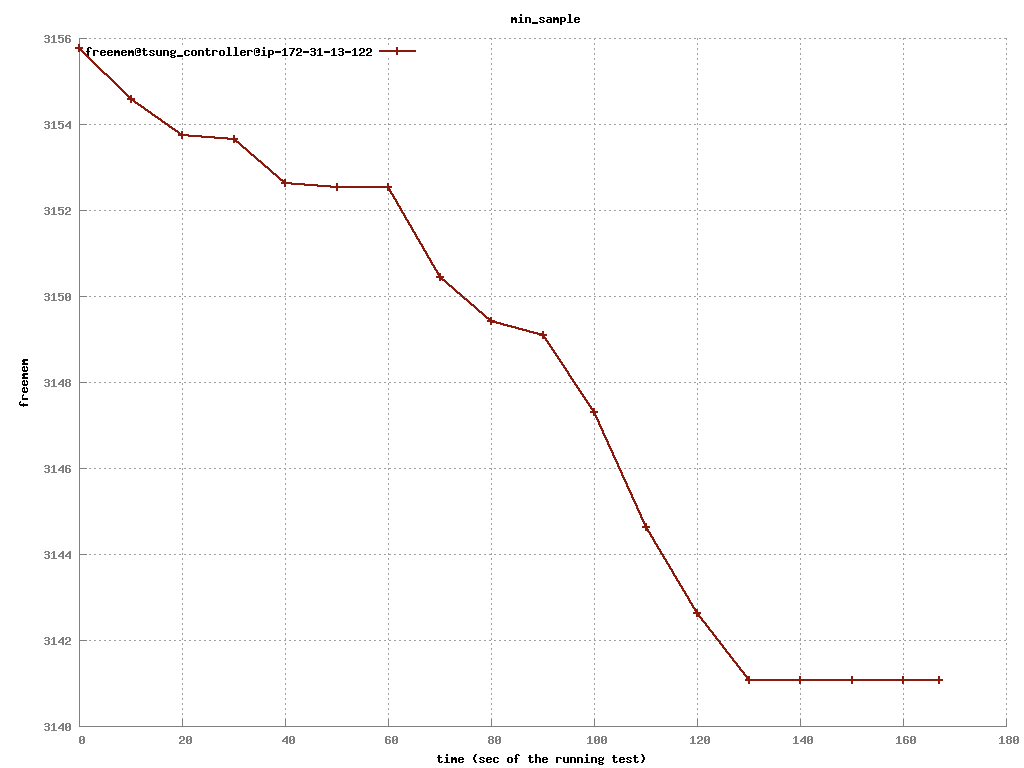 min_sample
3156
freemem@tsung_controller@ip-172-31-13-122
3154
3152
3150
3148
freemem
3146
3144
3142
3140
0 20 40 60 80 100 120 140 160 180
time (sec of the running test)